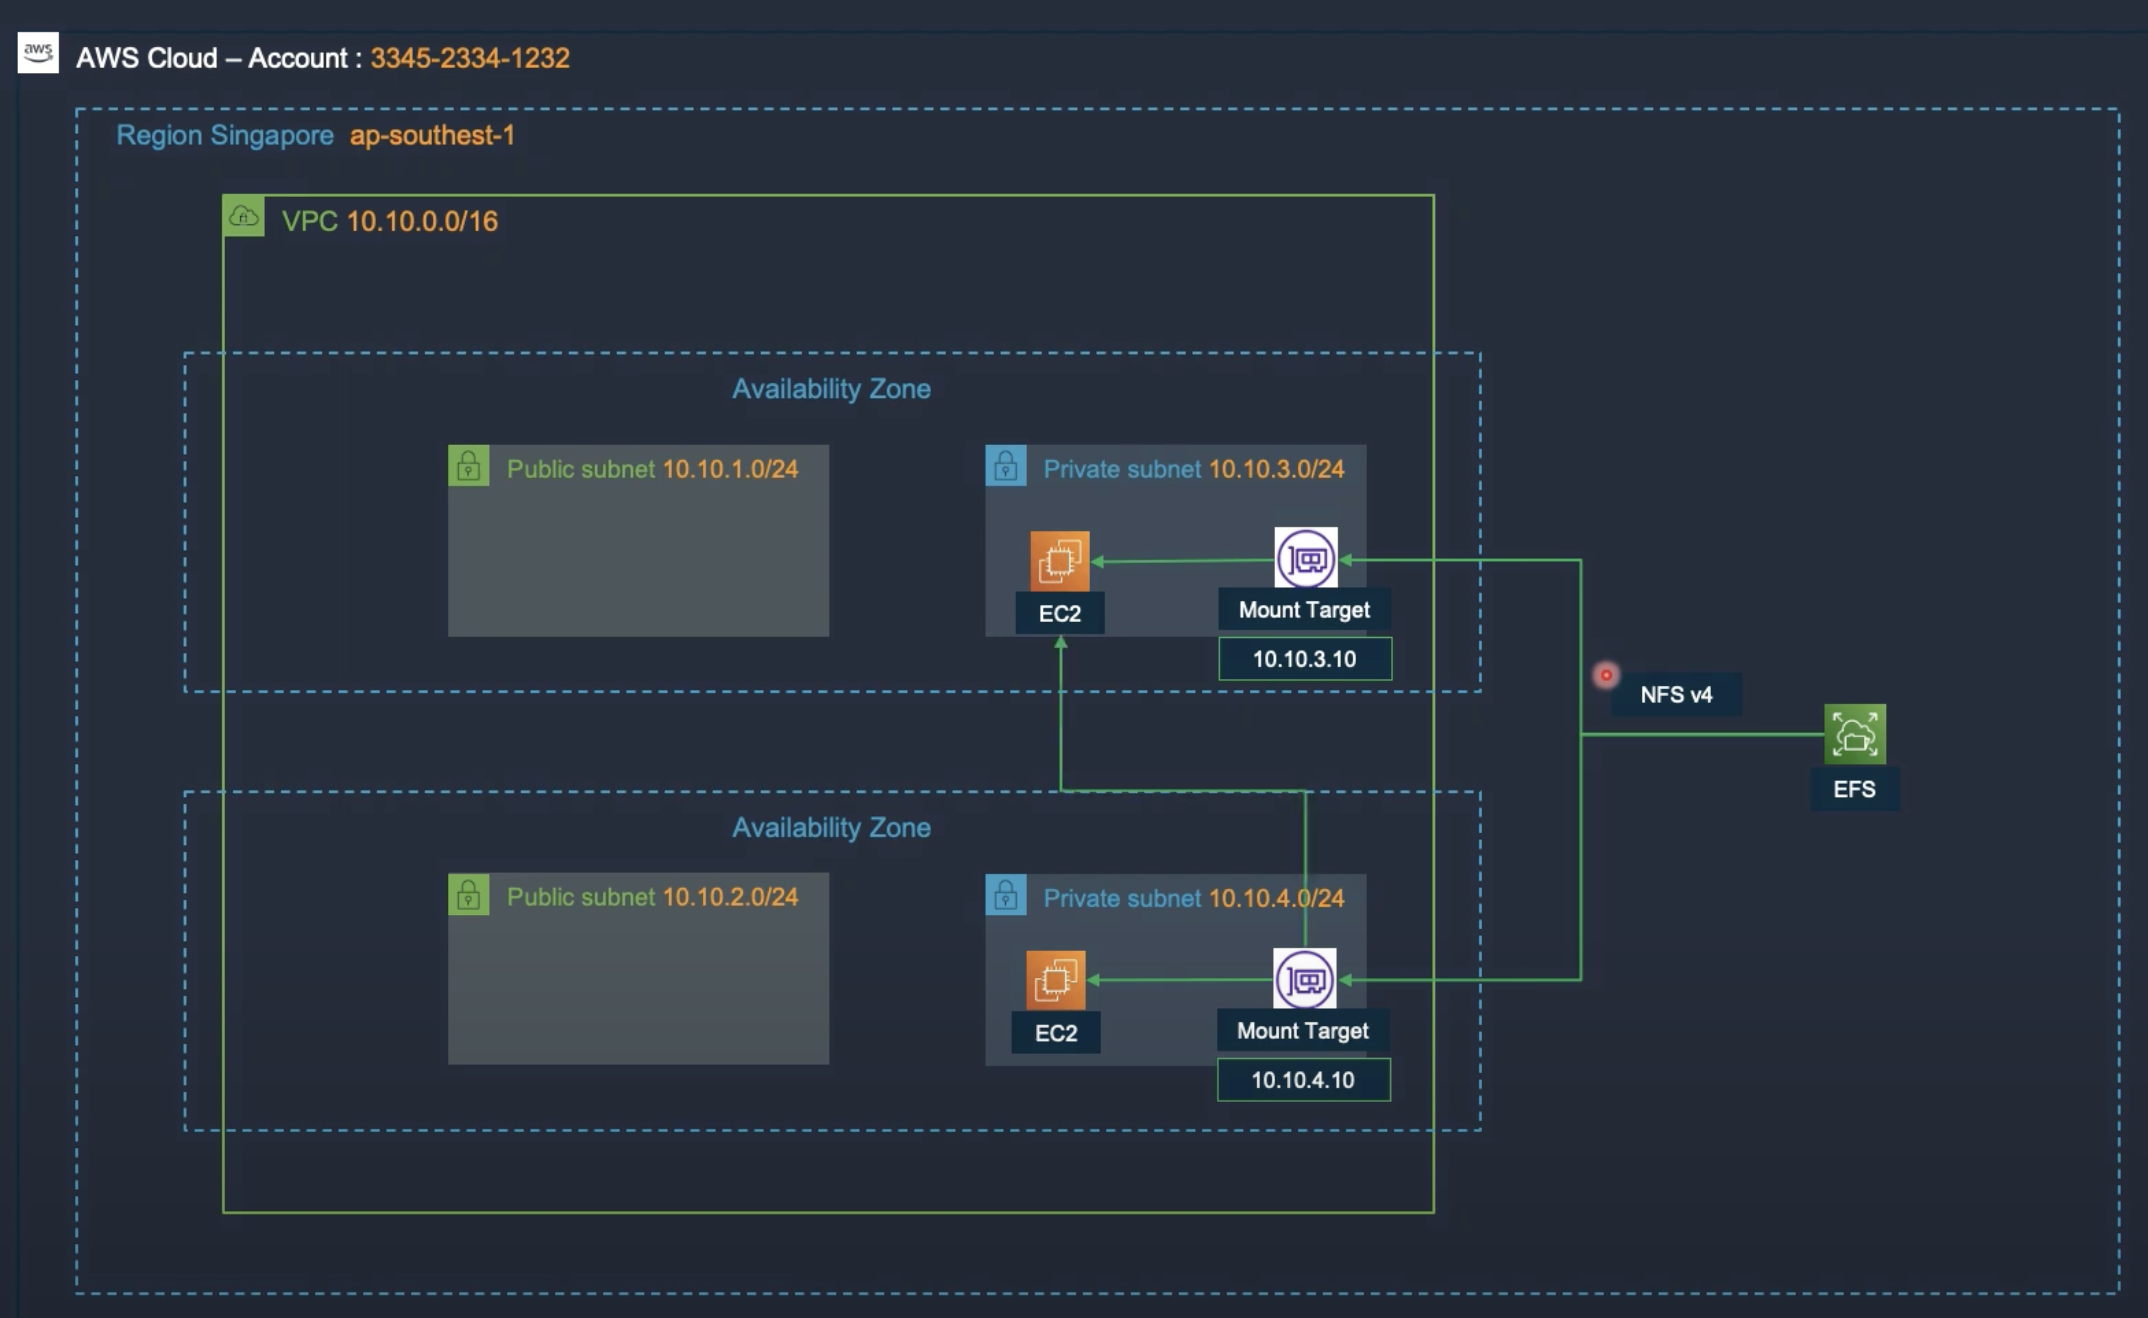 aws
AWS Cloud – Account : 3345-2334-1232
Region Singapore ap-southest-1
VPC 10.10.0.0/16
Availability Zone
Public subnet 10.10.1.0/24
Private subnet 10.10.3.0/24
EC2
Mount Target
10.10.3.10
NFS v4
EFS
Availability Zone
Public subnet 10.10.2.0/24
Private subnet 10.10.4.0/24
EC2
Mount Target
10.10.4.10